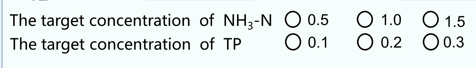 The target concentration of NH₃-N ○ 0.5 ○ 1.0 ○ 1.5
The target concentration of TP ○ 0.1 ○ 0.2 ○ 0.3